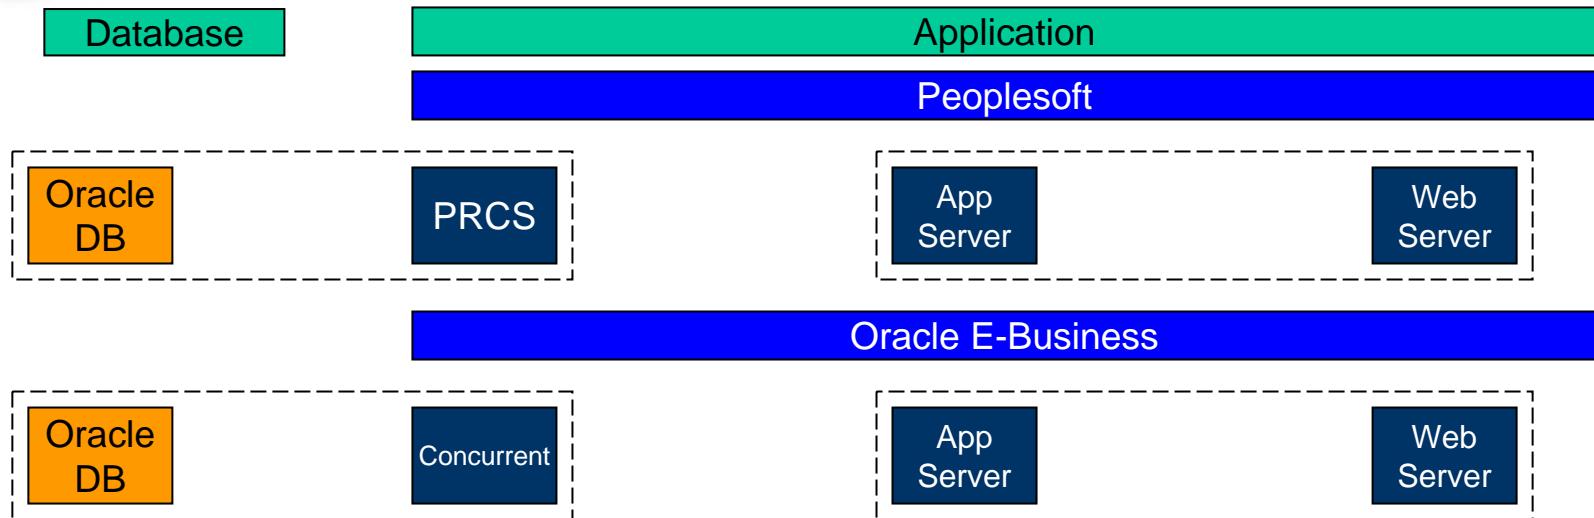 Database
Application
Peoplesoft
Oracle
DB
PRCS
App
Server
Web
Server
Oracle E-Business
Oracle
DB
Concurrent
App
Server
Web
Server